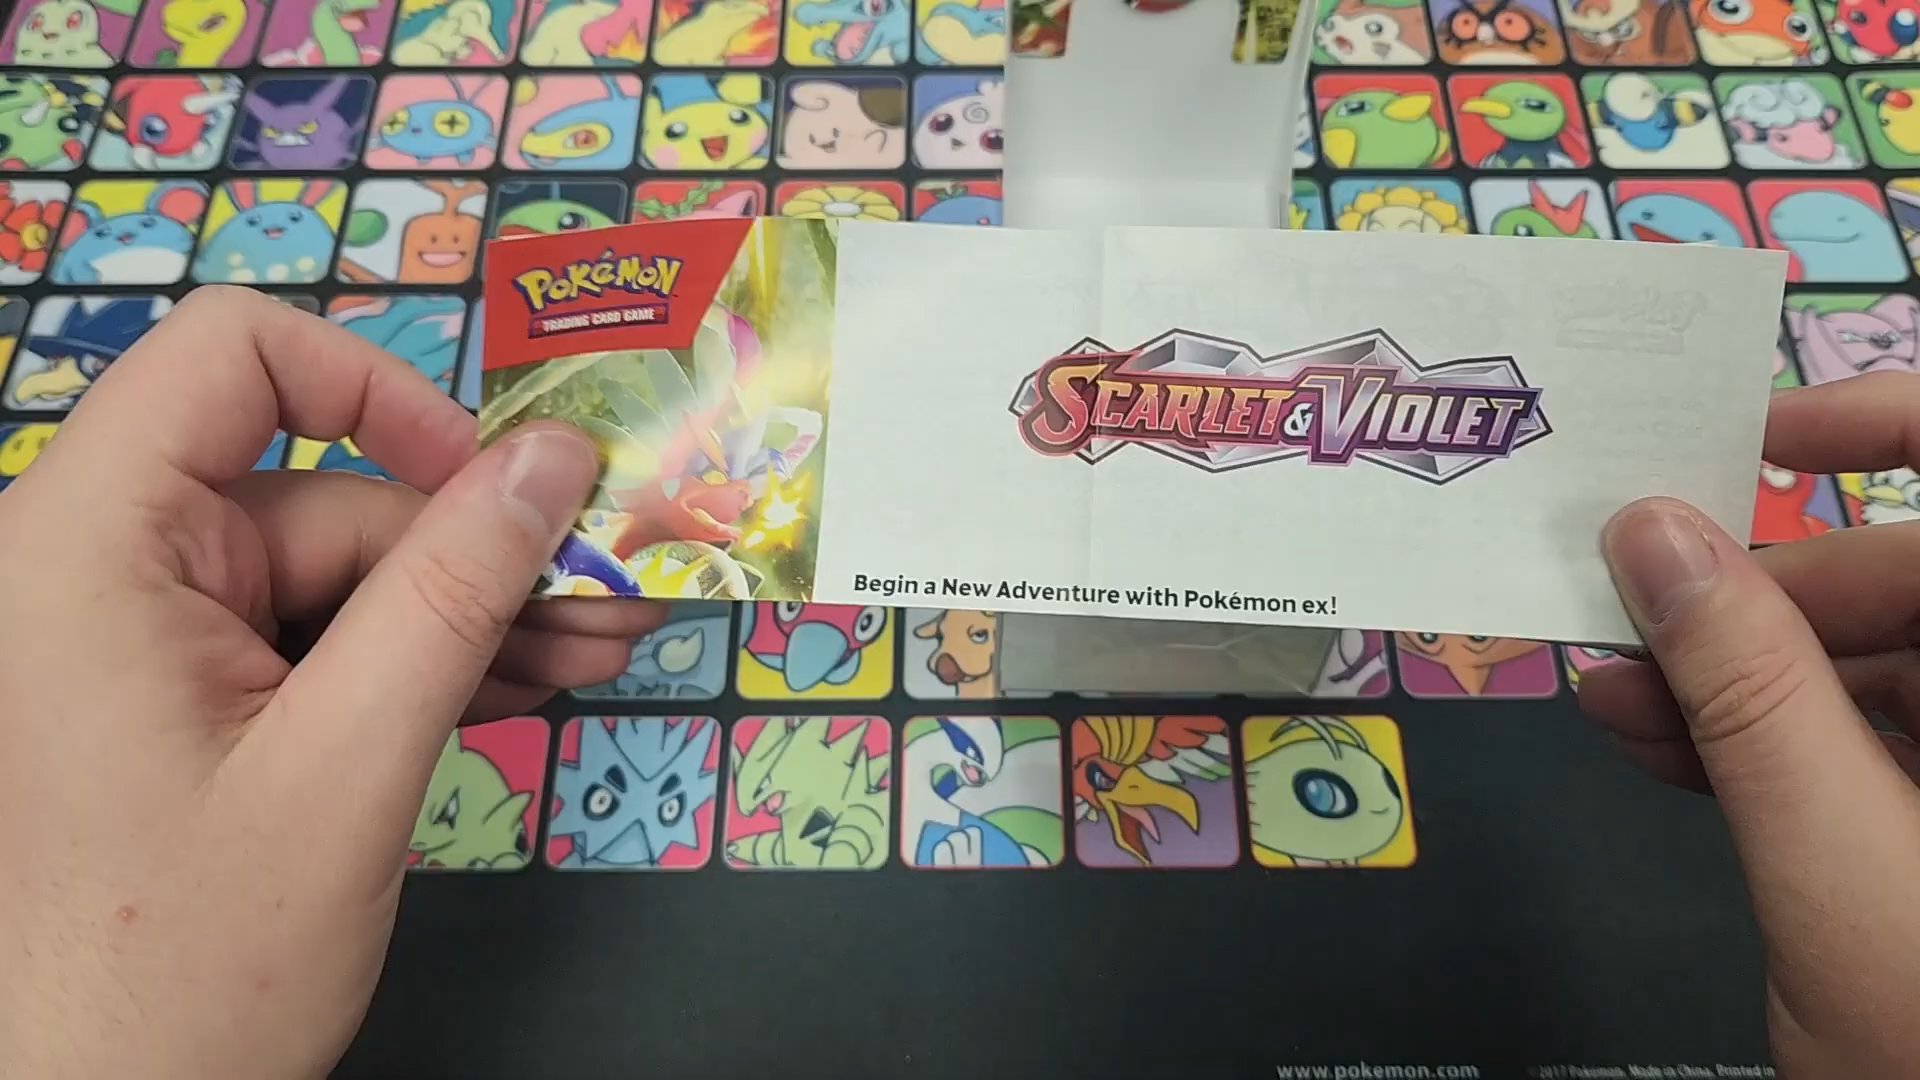 POKéMON
TRADING CARD GAME
SCARLET & VIOLET
Begin a New Adventure with Pokémon ex!
www.pokemon.com
©2017 Pokémon. Made in China. Printed in